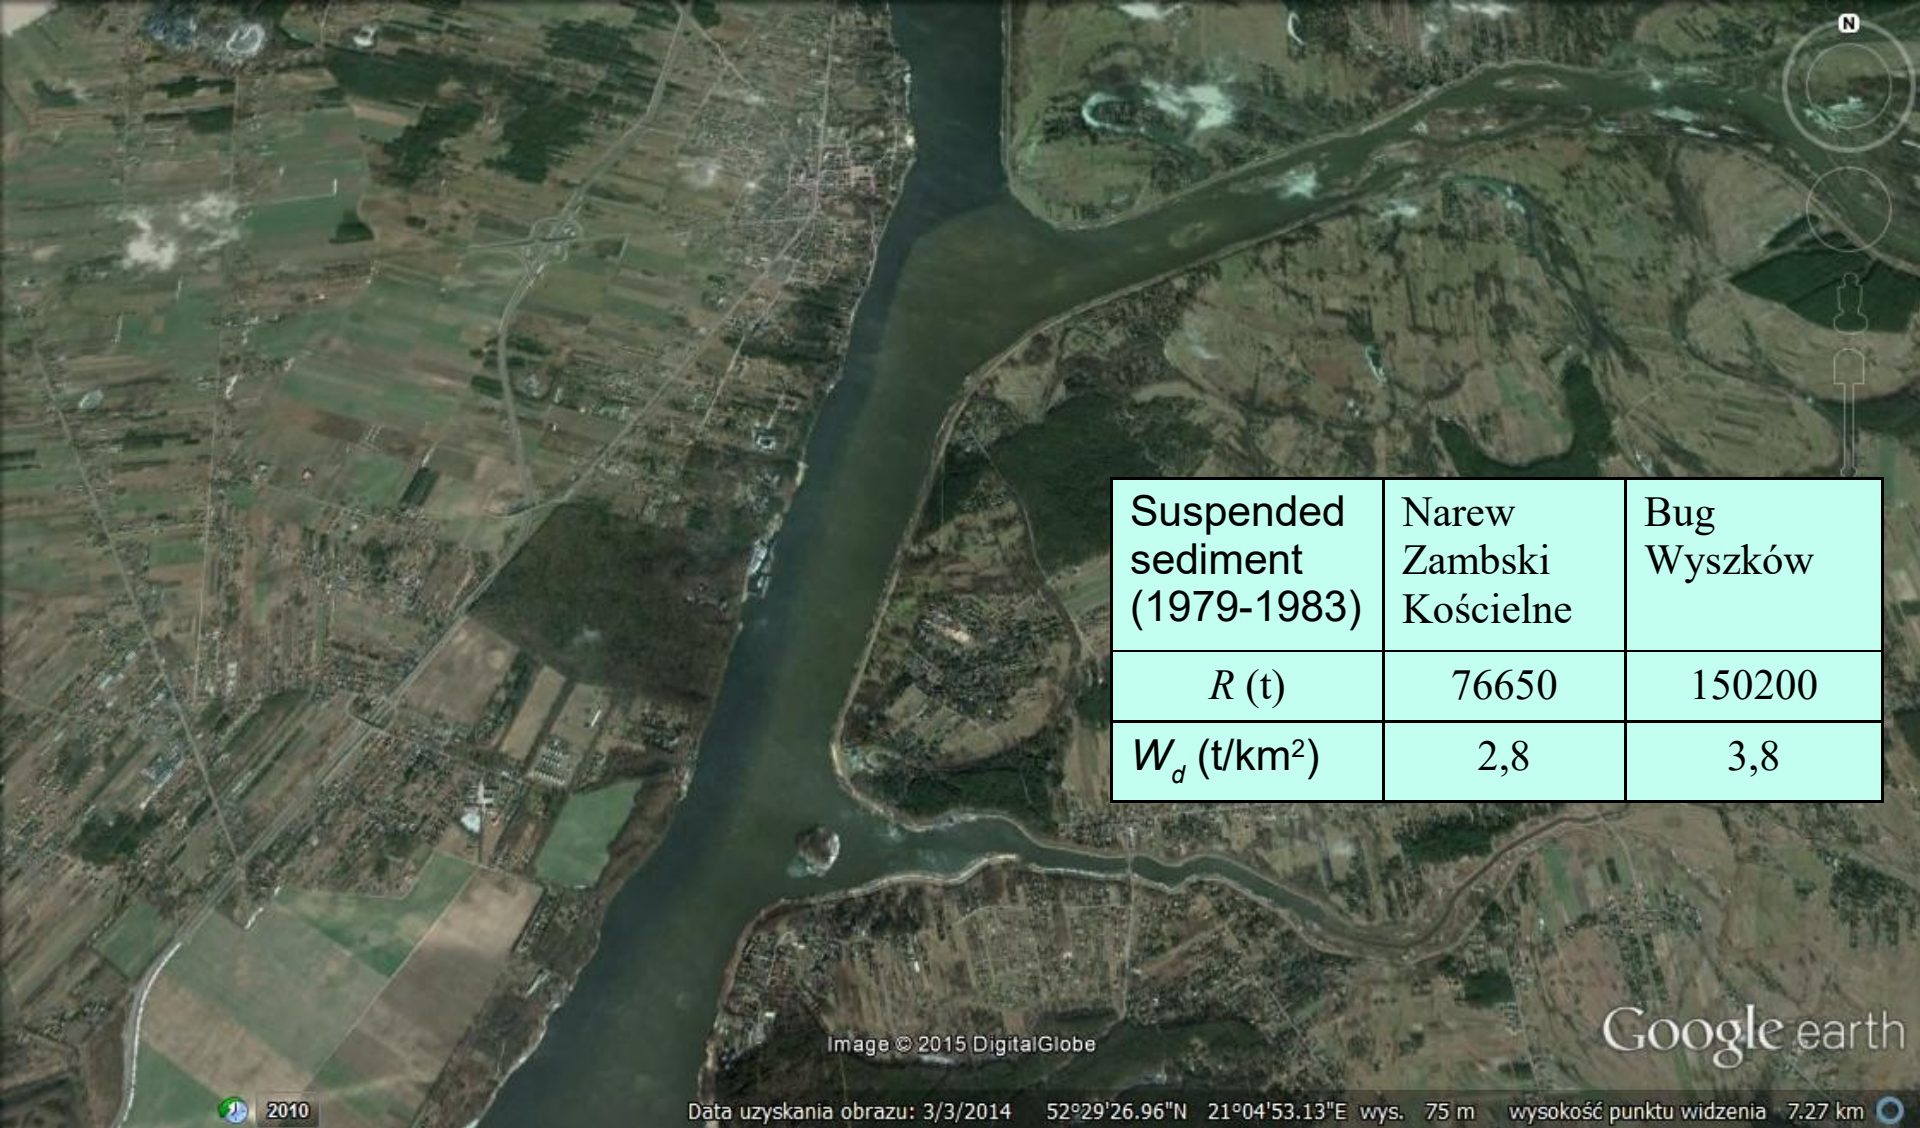 N
Suspended
sediment
(1979-1983)
Narew
Zambski
Kościelne
Bug
Wyszków
R (t)
76650
150200
W_d (t/km²)
2,8
3,8
Google earth
Image © 2015 DigitalGlobe
2010
Data uzyskania obrazu: 3/3/2014 52°29'26.96"N 21°04'53.13"E wys. 75 m wysokość punktu widzenia 7.27 km